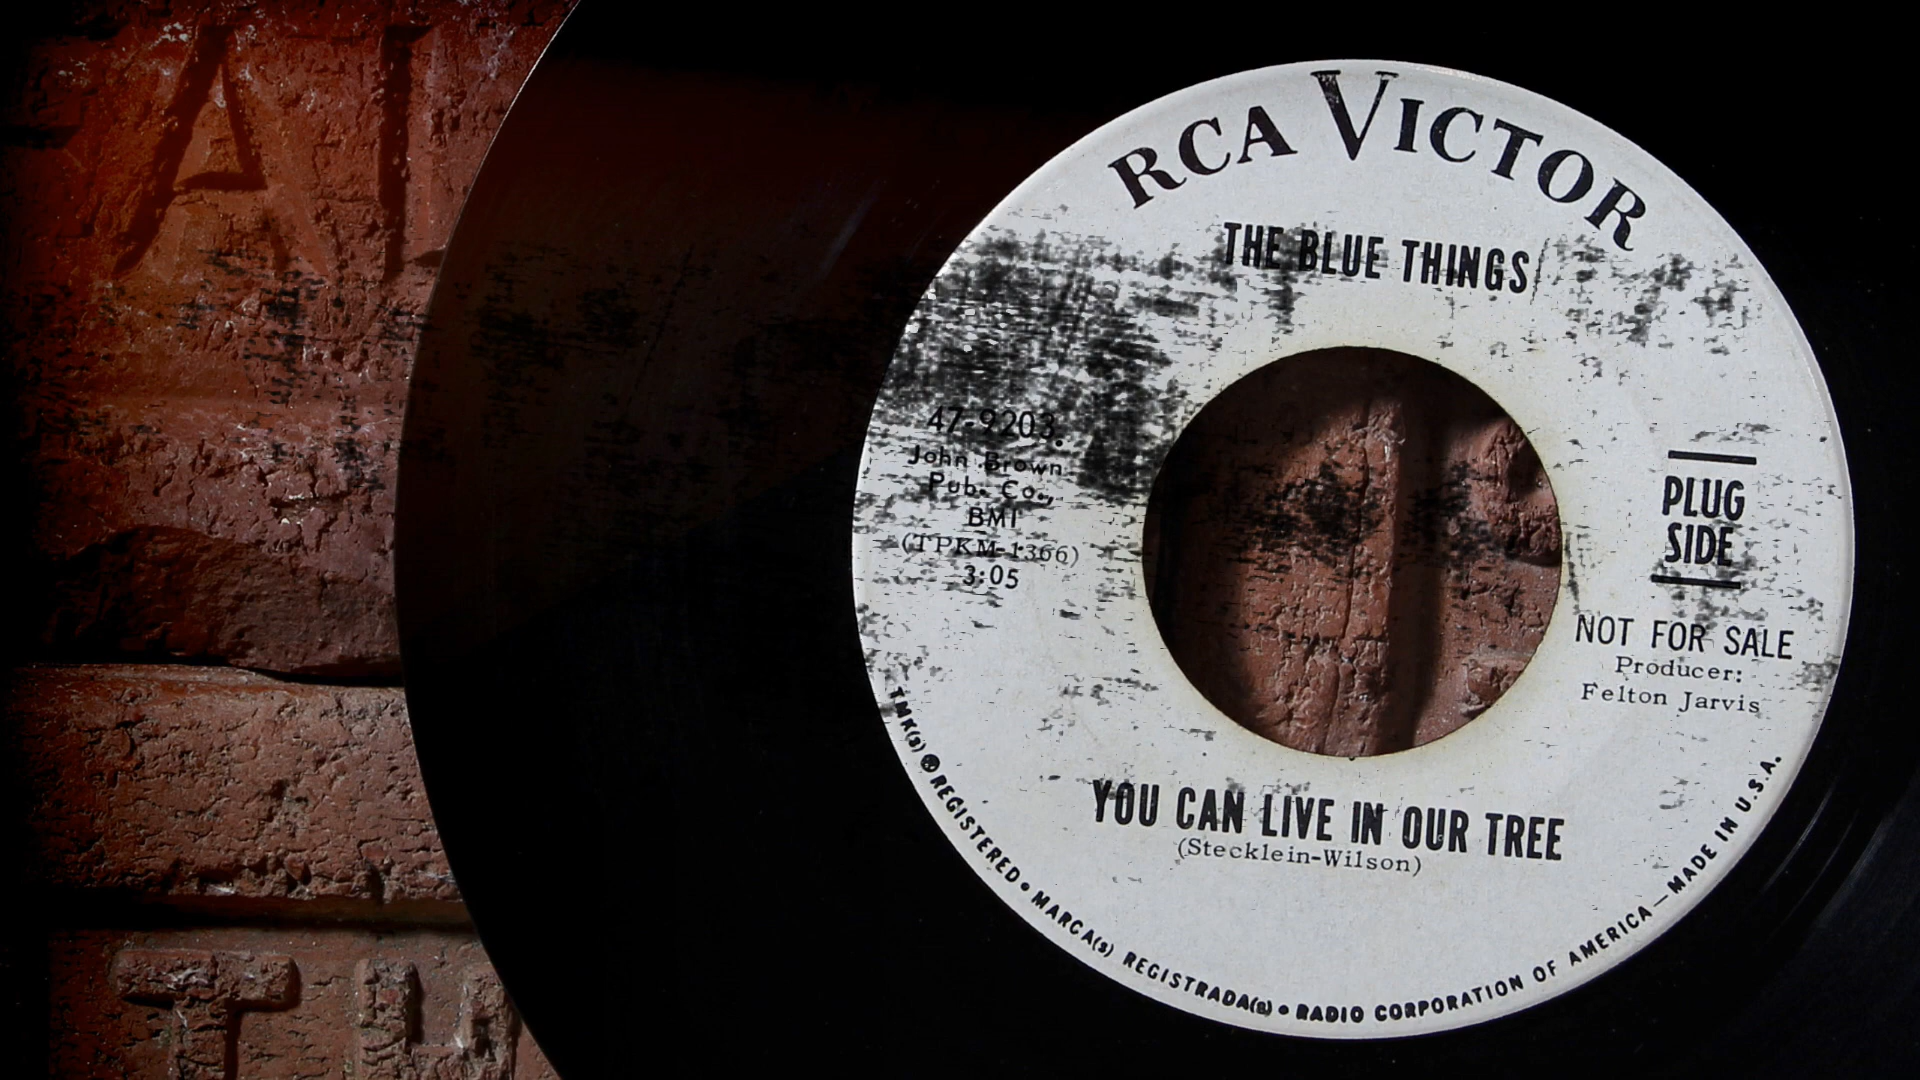 RCA VICTOR
THE BLUE THINGS
47-9203
John Brown
Pub. Co.,
BMI
(TPKM-1366)
3:05
PLUG
SIDE
NOT FOR SALE
Producer:
Felton Jarvis
YOU CAN LIVE IN OUR TREE
(Stecklein-Wilson)
TMK(s) ® REGISTERED • MARCA(s) REGISTRADA(s) • RADIO CORPORATION OF AMERICA — MADE IN U.S.A.